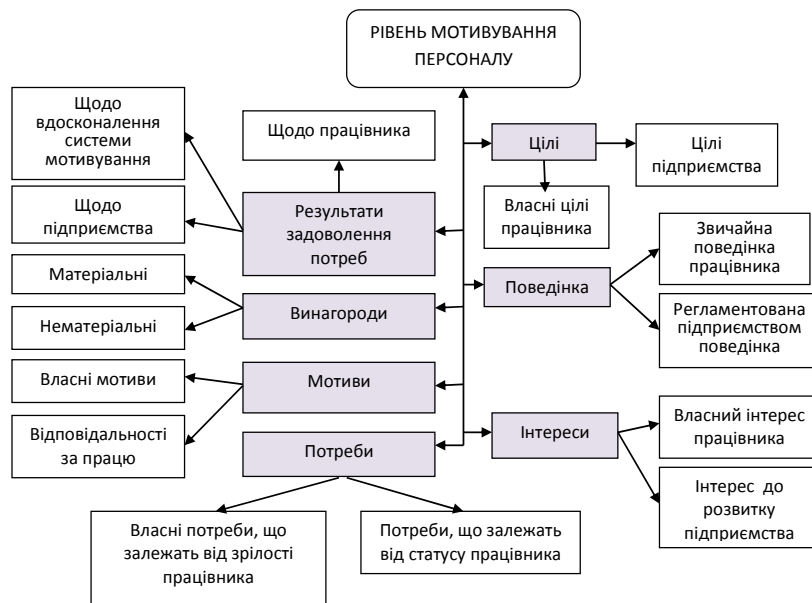 РІВЕНЬ МОТИВУВАННЯ
ПЕРСОНАЛУ
Щодо
вдосконалення
системи
мотивування
Щодо працівника
Цілі
Цілі
підприємства
Щодо
підприємства
Результати
задоволення
потреб
Власні цілі
працівника
Звичайна
поведінка
працівника
Матеріальні
Поведінка
Нематеріальні
Винагороди
Регламентована
підприємством
поведінка
Власні мотиви
Мотиви
Власний інтерес
працівника
Відповідальності
за працю
Потреби
Інтереси
Інтерес до
розвитку
підприємства
Власні потреби, що
залежать від зрілості
працівника
Потреби, що залежать
від статусу працівника